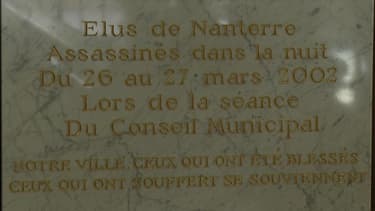 Elus de Nanterre
Assassinés dans la nuit
Du 26 au 27 mars 2002
Lors de la séance
Du Conseil Municipal
NOTRE VILLE, CEUX QUI ONT ÉTÉ BLESSÉS
CEUX QUI ONT SOUFFERT SE SOUVIENNENT